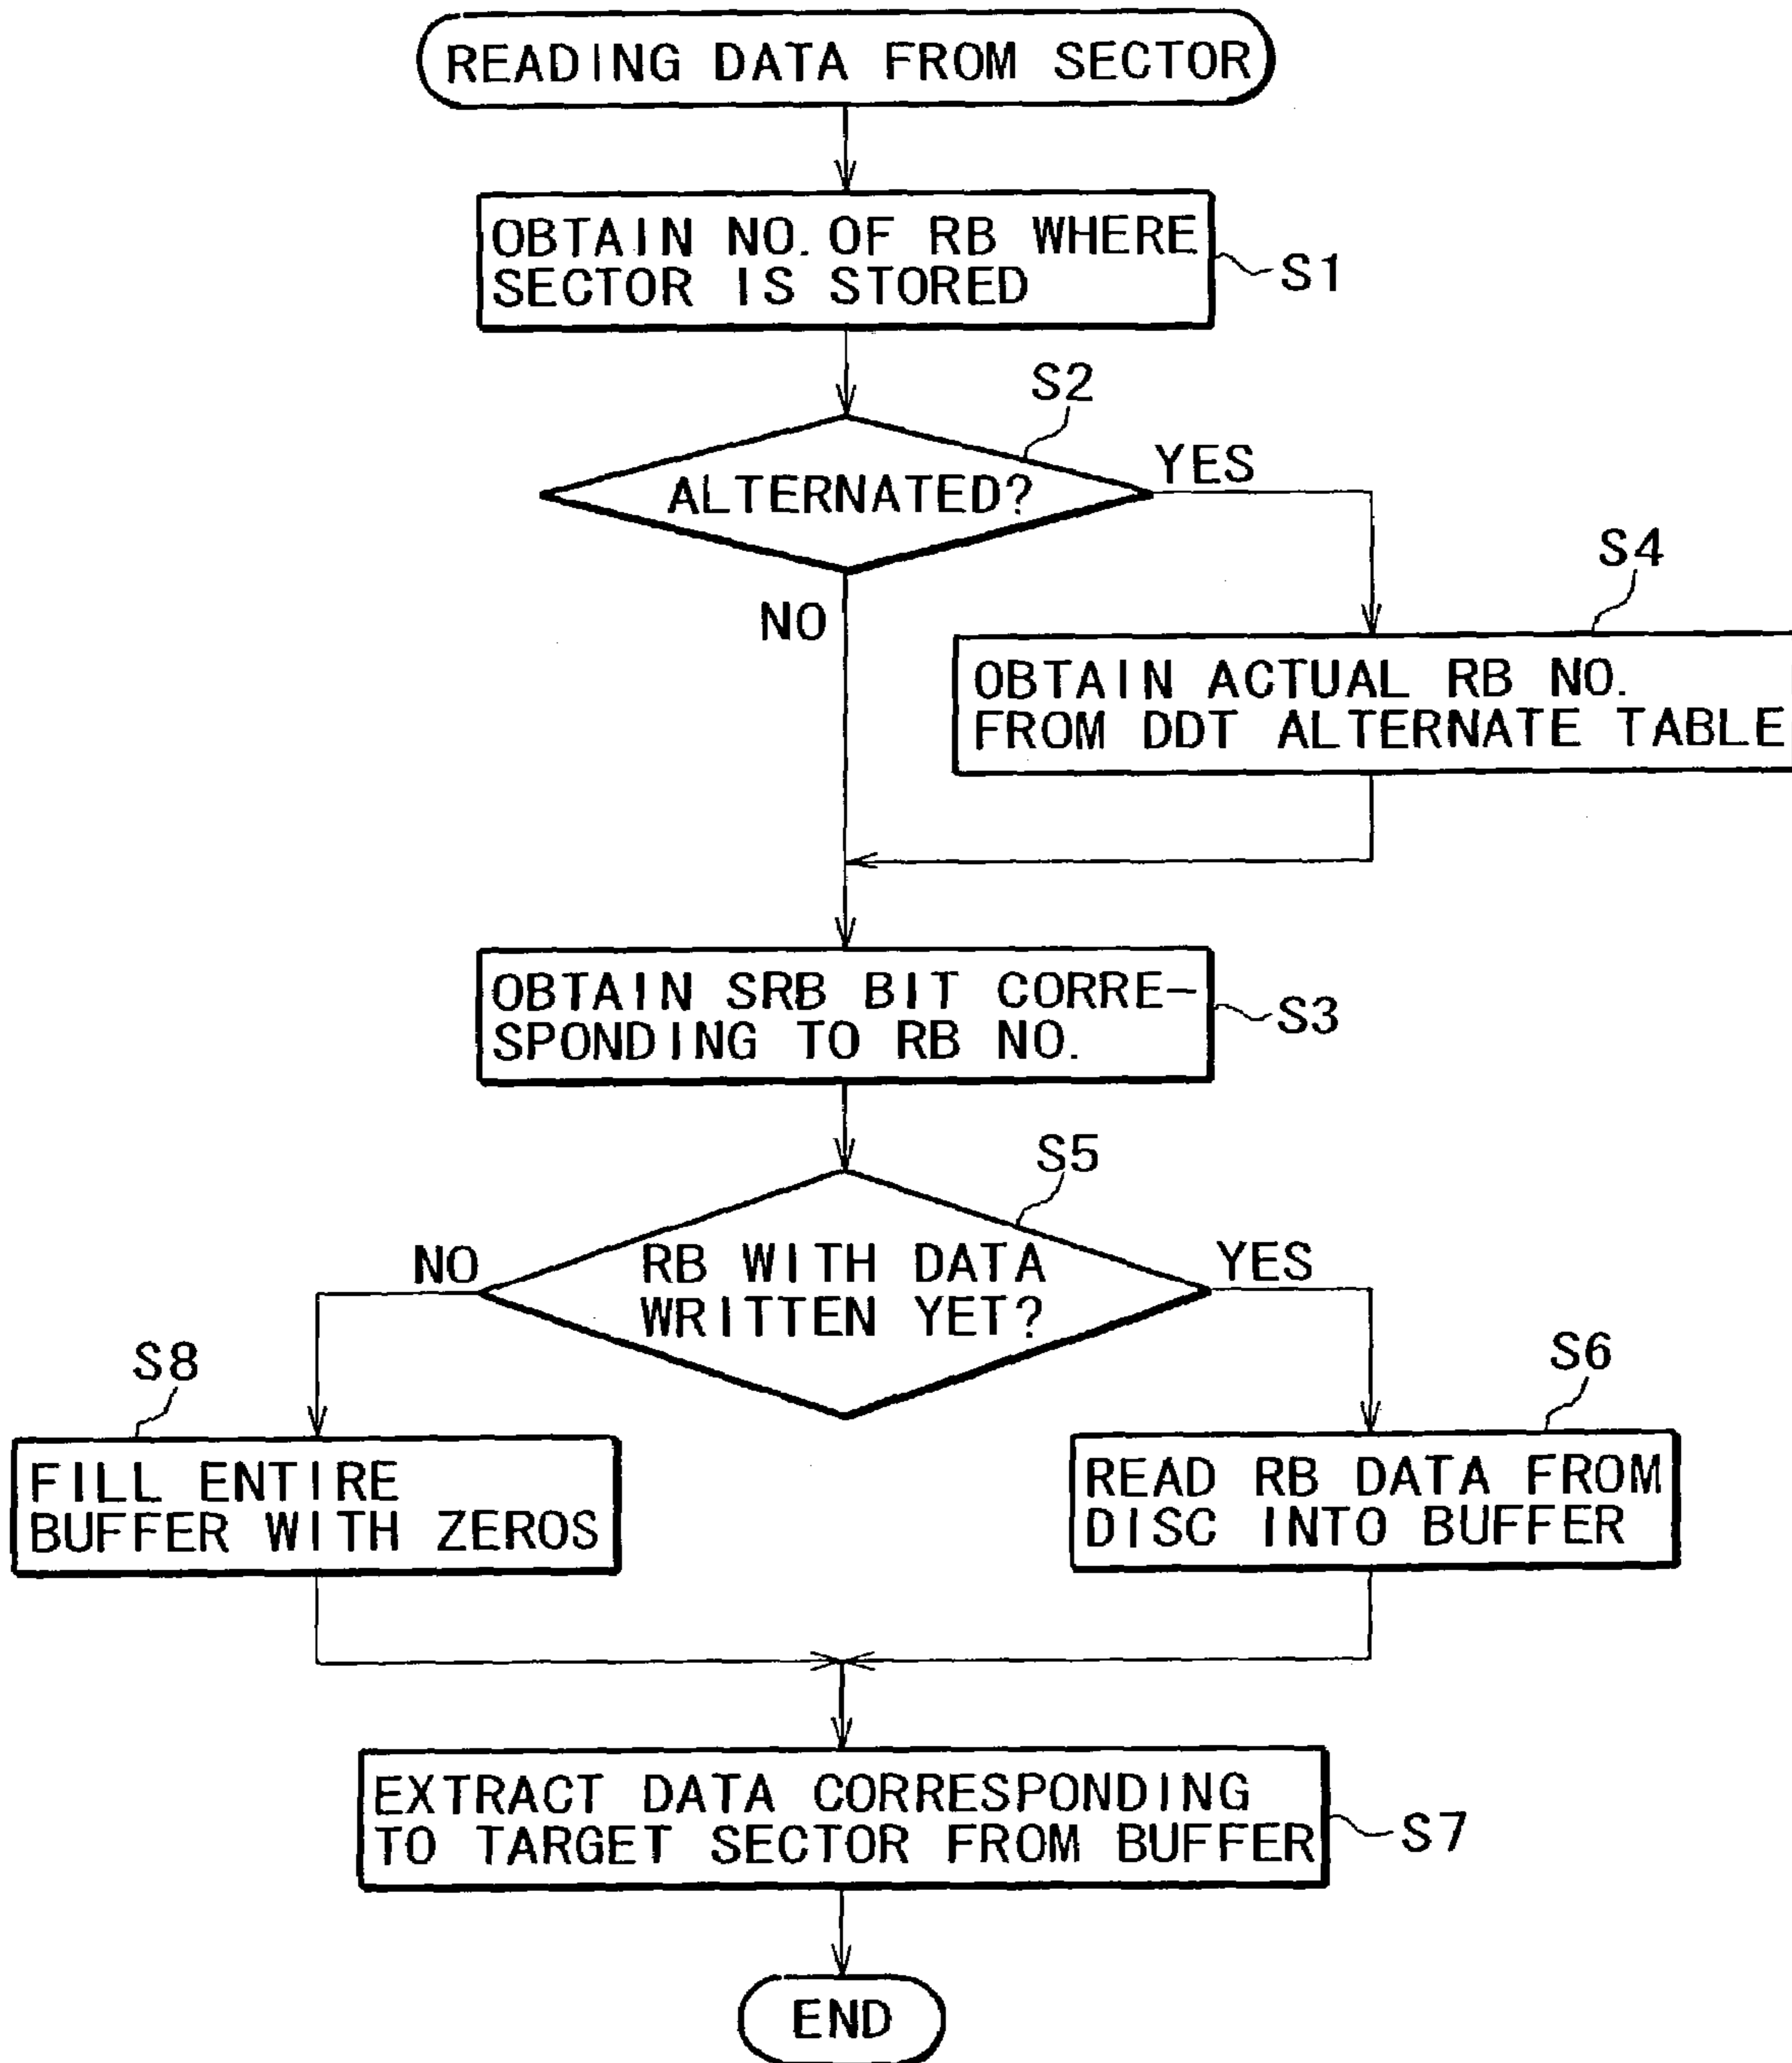 READING DATA FROM SECTOR
OBTAIN NO. OF RB WHERE
SECTOR IS STORED
S1
S2
ALTERNATED?
YES
NO
S4
OBTAIN ACTUAL RB NO.
FROM DDT ALTERNATE TABLE
OBTAIN SRB BIT CORRE-
SPONDING TO RB NO.
S3
S5
RB WITH DATA
WRITTEN YET?
NO
YES
S8
FILL ENTIRE
BUFFER WITH ZEROS
S6
READ RB DATA FROM
DISC INTO BUFFER
EXTRACT DATA CORRESPONDING
TO TARGET SECTOR FROM BUFFER
S7
END